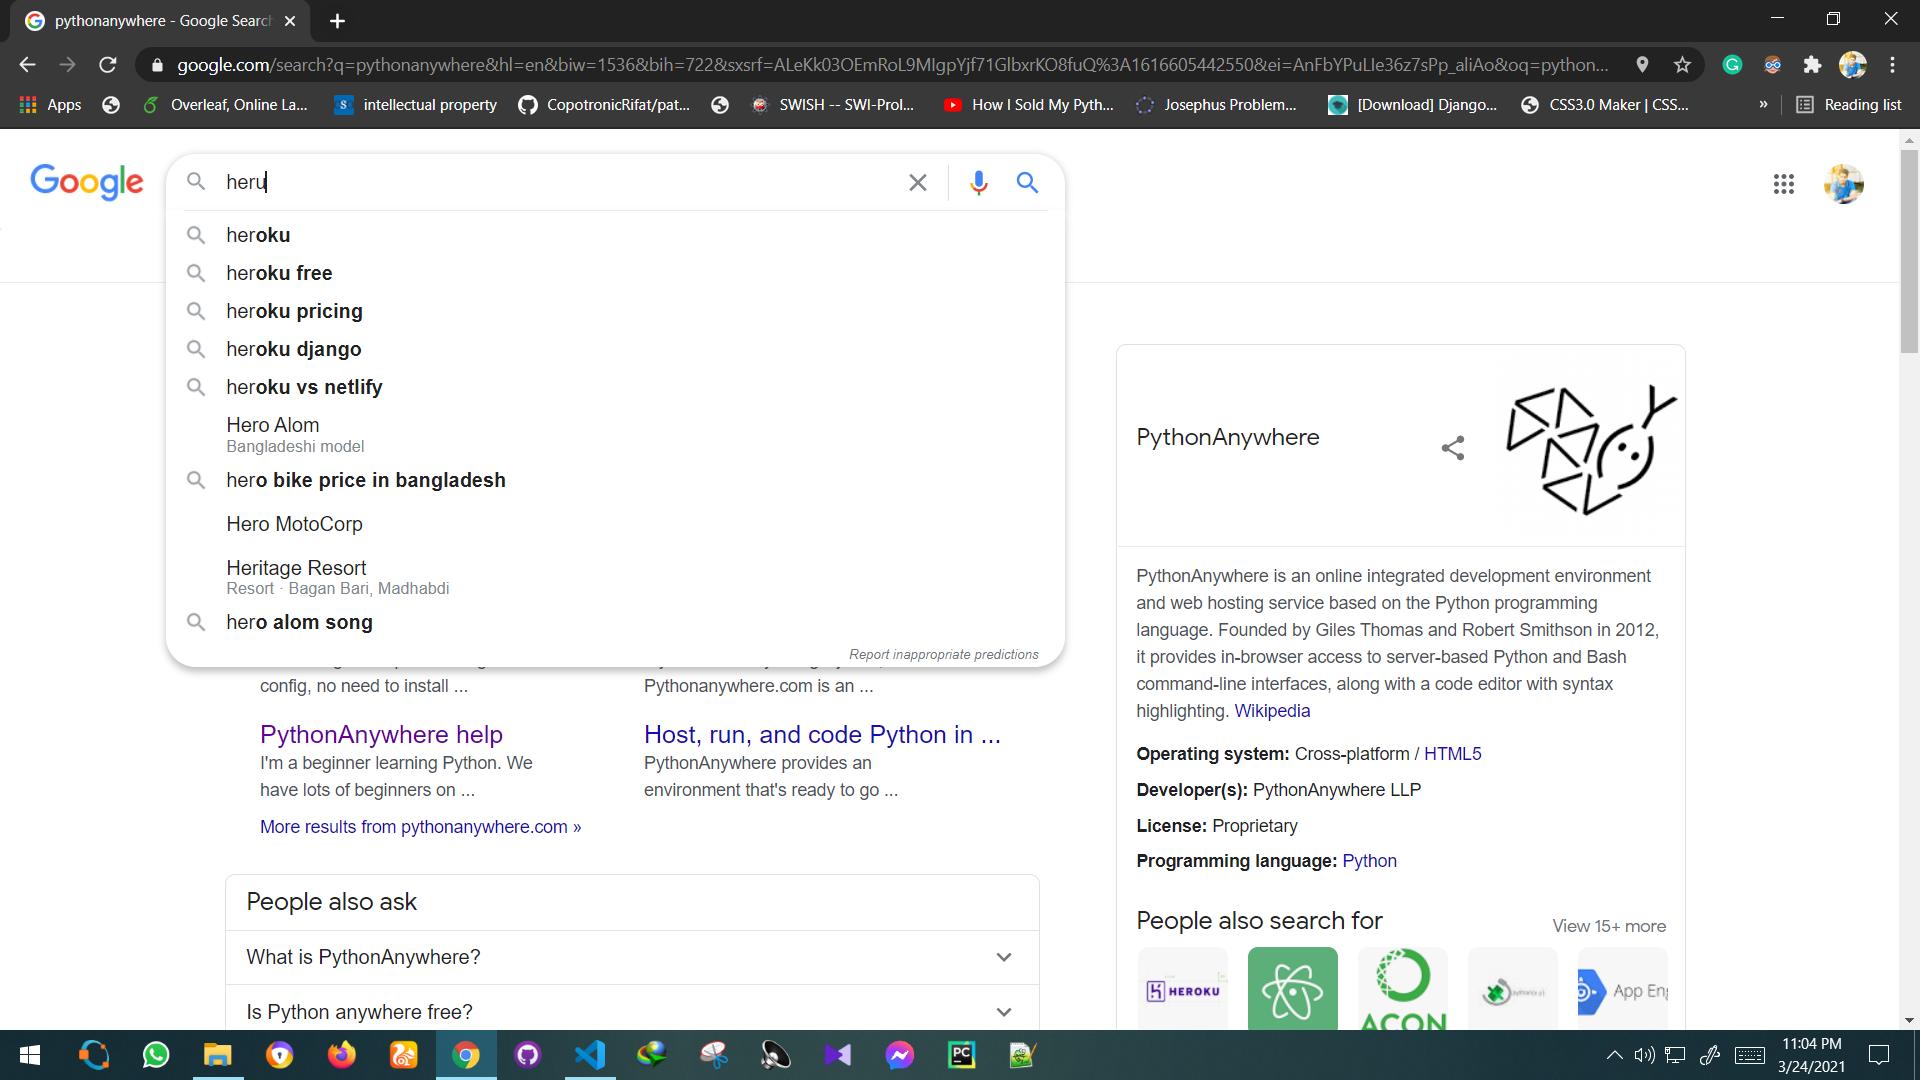 pythonanywhere - Google Search
google.com/search?q=pythonanywhere&hl=en&biw=1536&bih=722&sxsrf=ALeKk03OEmRoL9MIgpYjf71GlbxrKO8fuQ%3A1616605442550&ei=AnFbYPuLIe36z7sPp_aliAo&oq=python...
Apps
Overleaf, Online La...
intellectual property
CopotronicRifat/pat...
SWISH -- SWI-Prol...
How I Sold My Pyth...
Josephus Problem...
[Download] Django...
CSS3.0 Maker | CSS...
»
Reading list
Google
heru
heroku
heroku free
heroku pricing
heroku django
heroku vs netlify
Hero Alom
Bangladeshi model
hero bike price in bangladesh
Hero MotoCorp
Heritage Resort
Resort · Bagan Bari, Madhabdi
hero alom song
Report inappropriate predictions
config, no need to install ...
Pythonanywhere.com is an ...
PythonAnywhere help
I'm a beginner learning Python. We
have lots of beginners on ...
Host, run, and code Python in ...
PythonAnywhere provides an
environment that's ready to go ...
More results from pythonanywhere.com »
People also ask
What is PythonAnywhere?
Is Python anywhere free?
PythonAnywhere
PythonAnywhere is an online integrated development environment
and web hosting service based on the Python programming
language. Founded by Giles Thomas and Robert Smithson in 2012,
it provides in-browser access to server-based Python and Bash
command-line interfaces, along with a code editor with syntax
highlighting. Wikipedia
Operating system: Cross-platform / HTML5
Developer(s): PythonAnywhere LLP
License: Proprietary
Programming language: Python
People also search for
View 15+ more
HEROKU
ACON
App Eng
PC
11:04 PM
3/24/2021